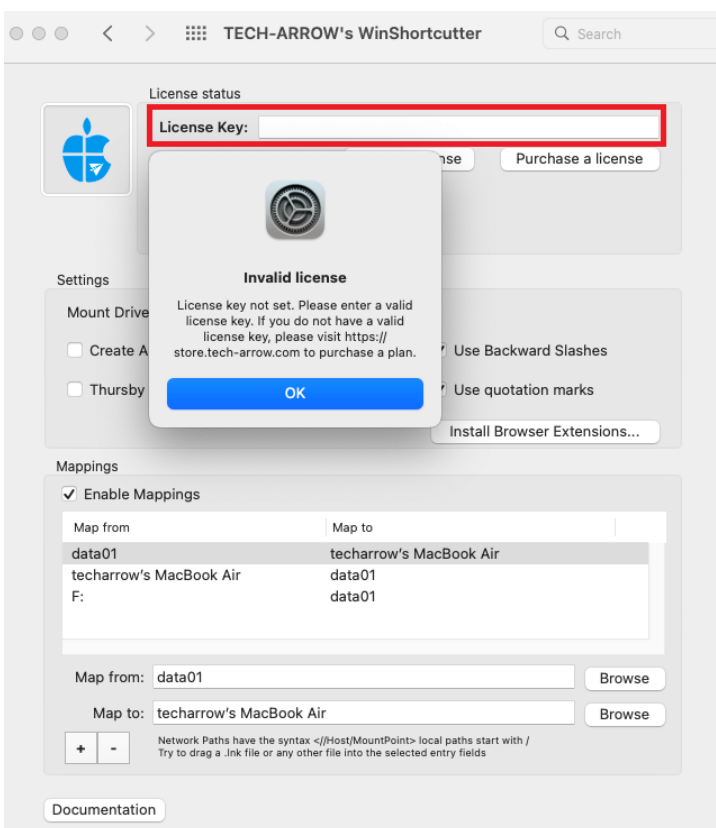 TECH-ARROW's WinShortcutter
Search
License status
License Key:
Purchase a license
Invalid license
License key not set. Please enter a valid
license key. If you do not have a valid
license key, please visit https://
store.tech-arrow.com to purchase a plan.
OK
Settings
Mount Drive
Create A
Use Backward Slashes
Thursby
Use quotation marks
Install Browser Extensions...
Mappings
Enable Mappings
Map from Map to
data01 techarrow's MacBook Air
techarrow's MacBook Air data01
F: data01
Map from: data01 Browse
Map to: techarrow's MacBook Air Browse
+ -
Network Paths have the syntax <//Host/MountPoint> local paths start with /
Try to drag a .lnk file or any other file into the selected entry fields
Documentation